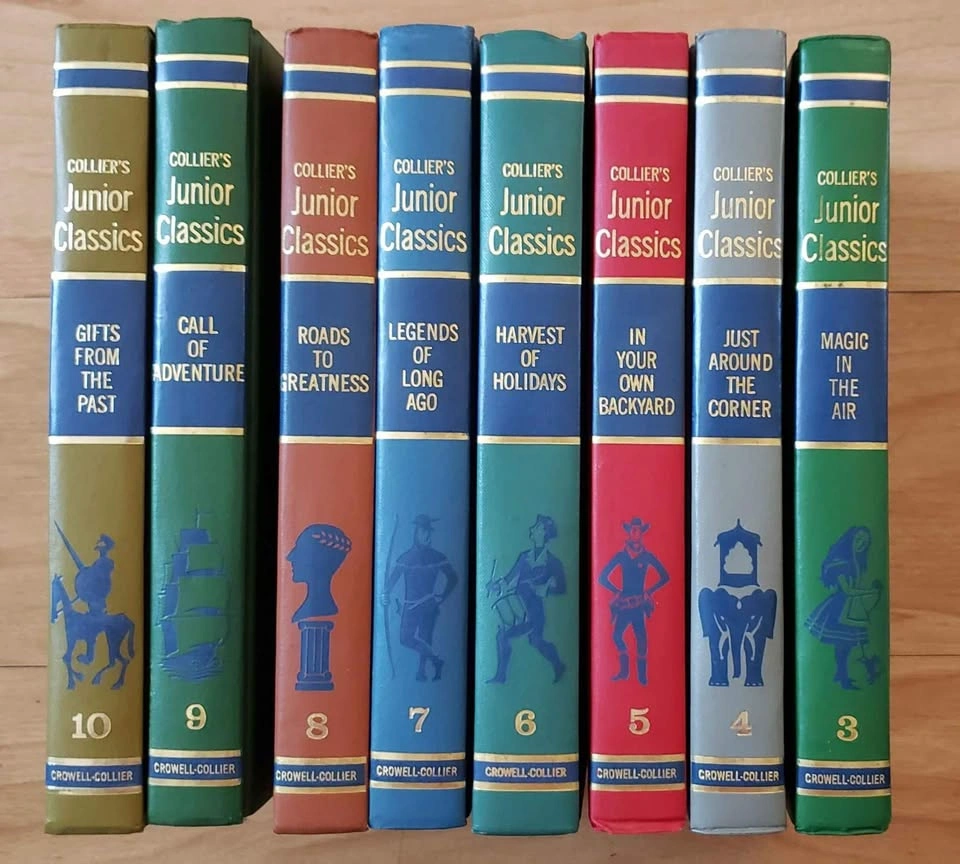 COLLIER'S
Junior
Classics
GIFTS
FROM
THE
PAST
10
CROWELL-COLLIER
COLLIER'S
Junior
Classics
CALL
OF
ADVENTURE
9
CROWELL-COLLIER
COLLIER'S
Junior
Classics
ROADS
TO
GREATNESS
8
CROWELL-COLLIER
COLLIER'S
Junior
Classics
LEGENDS
OF
LONG
AGO
7
CROWELL-COLLIER
COLLIER'S
Junior
Classics
HARVEST
OF
HOLIDAYS
6
CROWELL-COLLIER
COLLIER'S
Junior
Classics
IN
YOUR
OWN
BACKYARD
5
CROWELL-COLLIER
COLLIER'S
Junior
Classics
JUST
AROUND
THE
CORNER
4
CROWELL-COLLIER
COLLIER'S
Junior
Classics
MAGIC
IN
THE
AIR
3
CROWELL-COLLIER